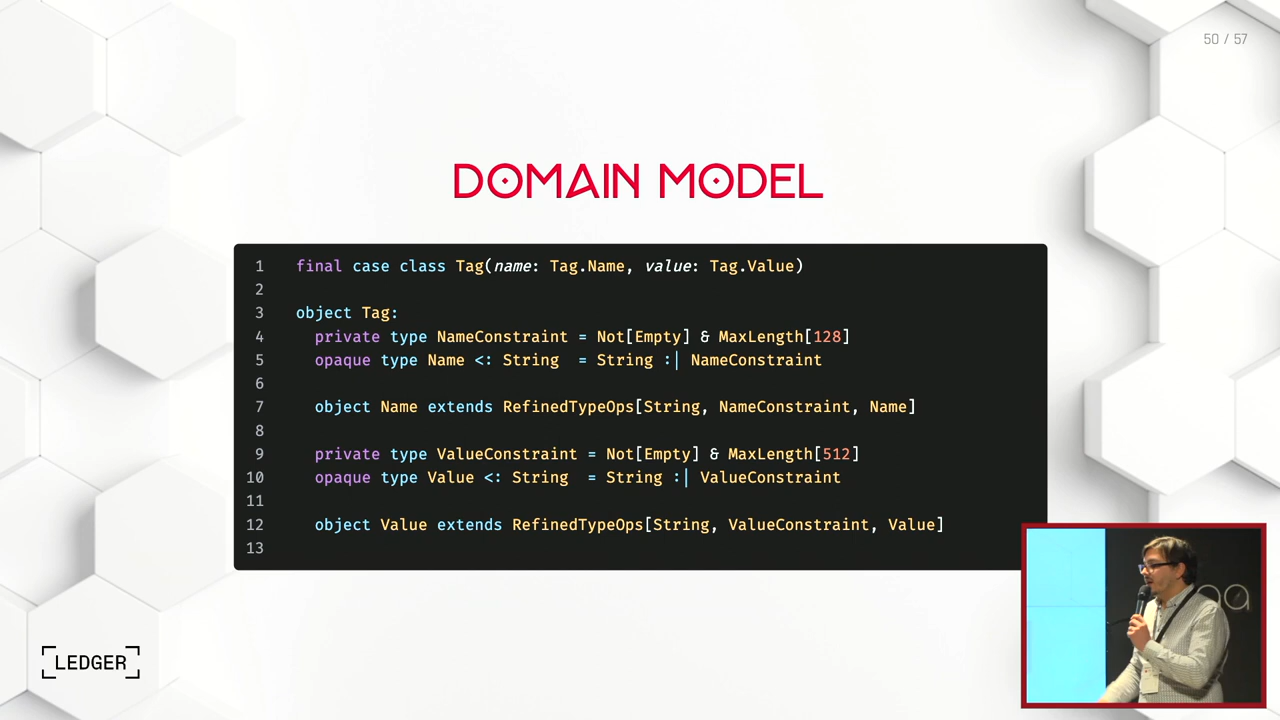 50 / 57
DOMAIN MODEL
1 final case class Tag(name: Tag.Name, value: Tag.Value)
2
3 object Tag:
4   private type NameConstraint = Not[Empty] & MaxLength[128]
5   opaque type Name <: String  = String :| NameConstraint
6
7   object Name extends RefinedTypeOps[String, NameConstraint, Name]
8
9   private type ValueConstraint = Not[Empty] & MaxLength[512]
10   opaque type Value <: String  = String :| ValueConstraint
11
12   object Value extends RefinedTypeOps[String, ValueConstraint, Value]
13
LEDGER